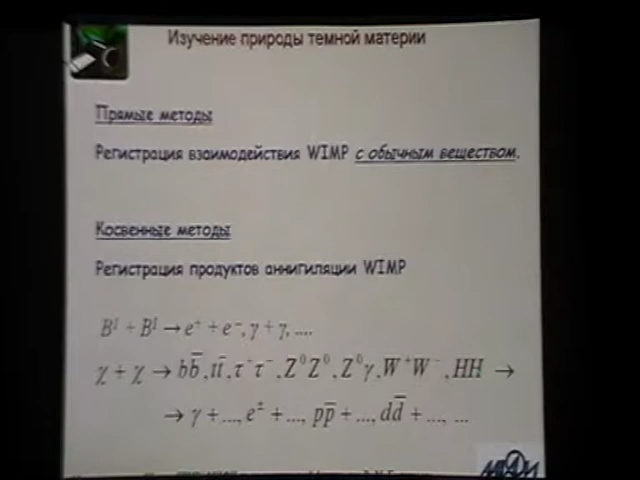 Изучение природы темной материи
Прямые методы
Регистрация взаимодействия WIMP с обычным веществом.
Косвенные методы
Регистрация продуктов аннигиляции WIMP
B¹ + B¹ → e⁺ + e⁻, γ + γ, ....
χ + χ → bb̅, tt̅, τ⁺τ⁻, Z⁰Z⁰, Z⁰γ, W⁺W⁻, HH →
→ γ + ..., e± + ..., pp̅ + ..., dd̅ + ..., ...